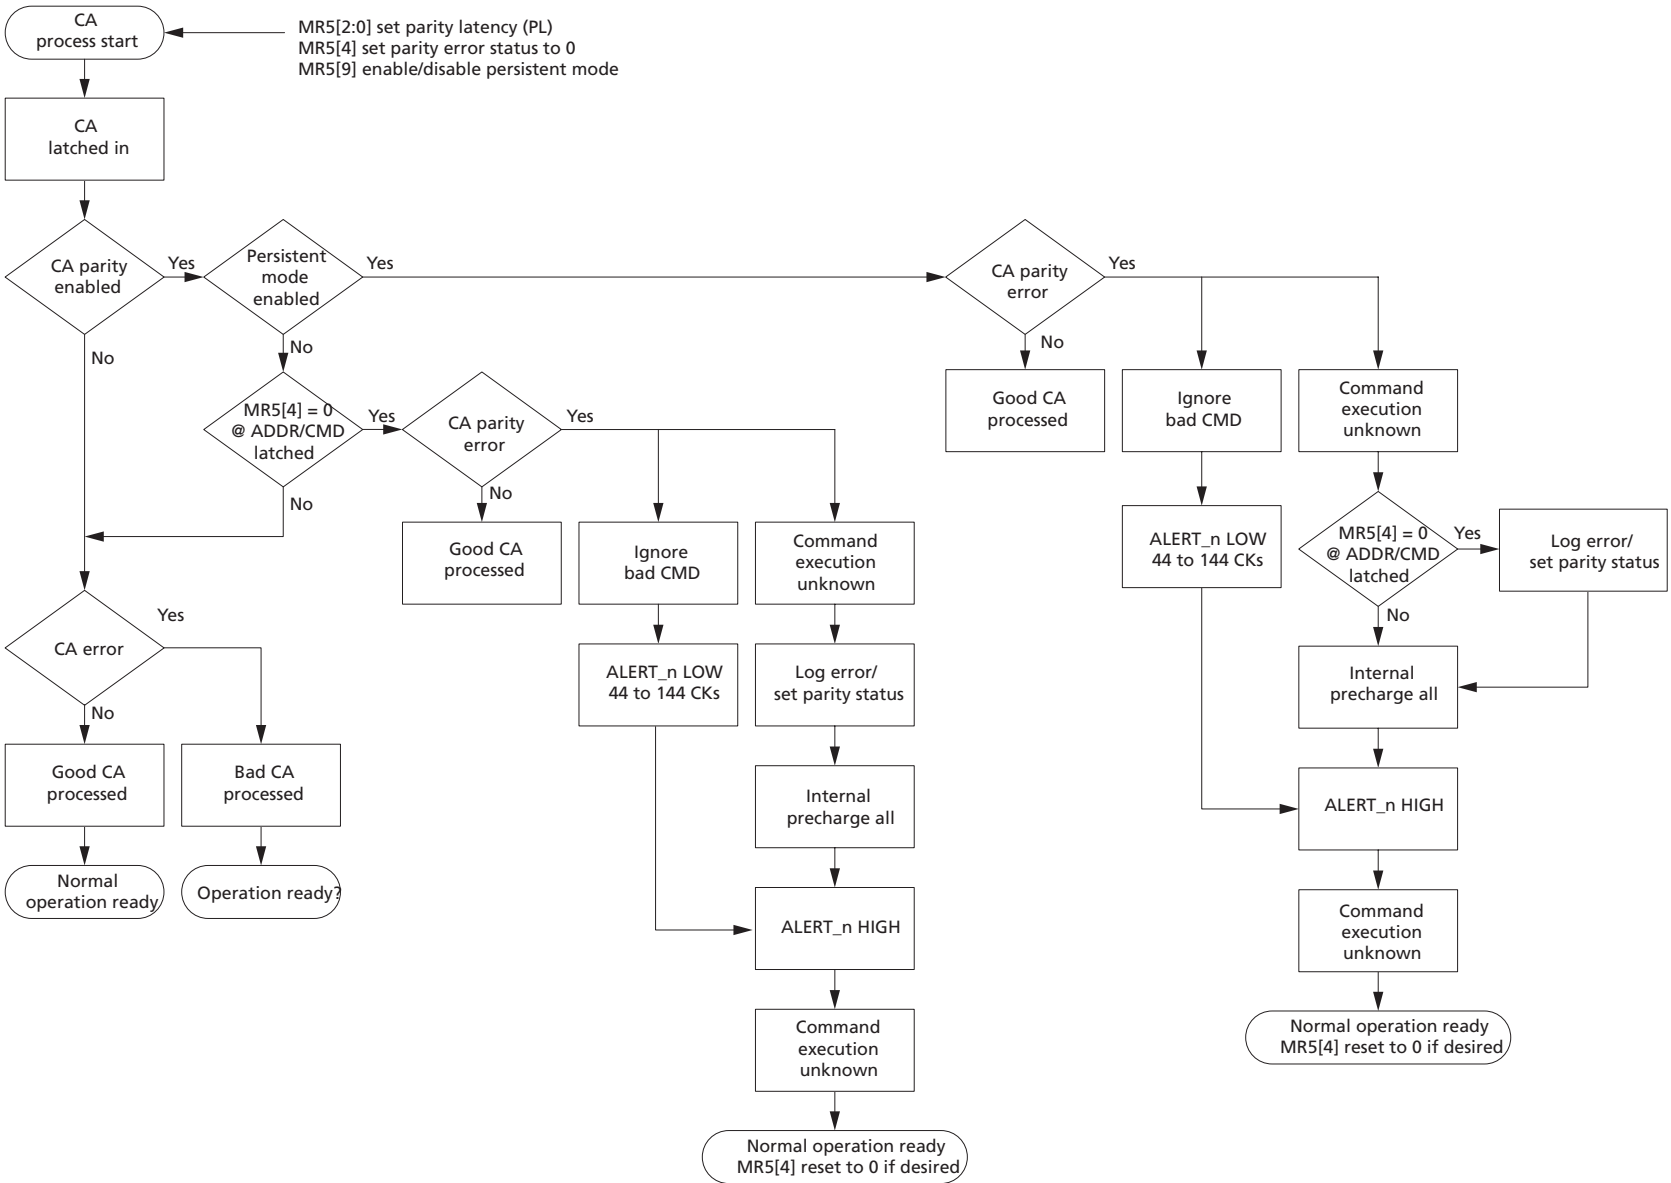 CA
process start
MR5[2:0] set parity latency (PL)
MR5[4] set parity error status to 0
MR5[9] enable/disable persistent mode
CA
latched in
CA parity
enabled
Yes
No
Persistent
mode
enabled
Yes
No
CA parity
error
Yes
No
Good CA
processed
Ignore
bad CMD
Command
execution
unknown
MR5[4] = 0
@ ADDR/CMD
latched
Yes
No
CA parity
error
Yes
No
Good CA
processed
Ignore
bad CMD
Command
execution
unknown
ALERT_n LOW
44 to 144 CKs
MR5[4] = 0
@ ADDR/CMD
latched
Yes
No
Log error/
set parity status
CA error
Yes
No
ALERT_n LOW
44 to 144 CKs
Log error/
set parity status
Internal
precharge all
Good CA
processed
Bad CA
processed
Internal
precharge all
ALERT_n HIGH
Normal
operation ready
Operation ready?
ALERT_n HIGH
Command
execution
unknown
Command
execution
unknown
Normal operation ready
MR5[4] reset to 0 if desired
Normal operation ready
MR5[4] reset to 0 if desired